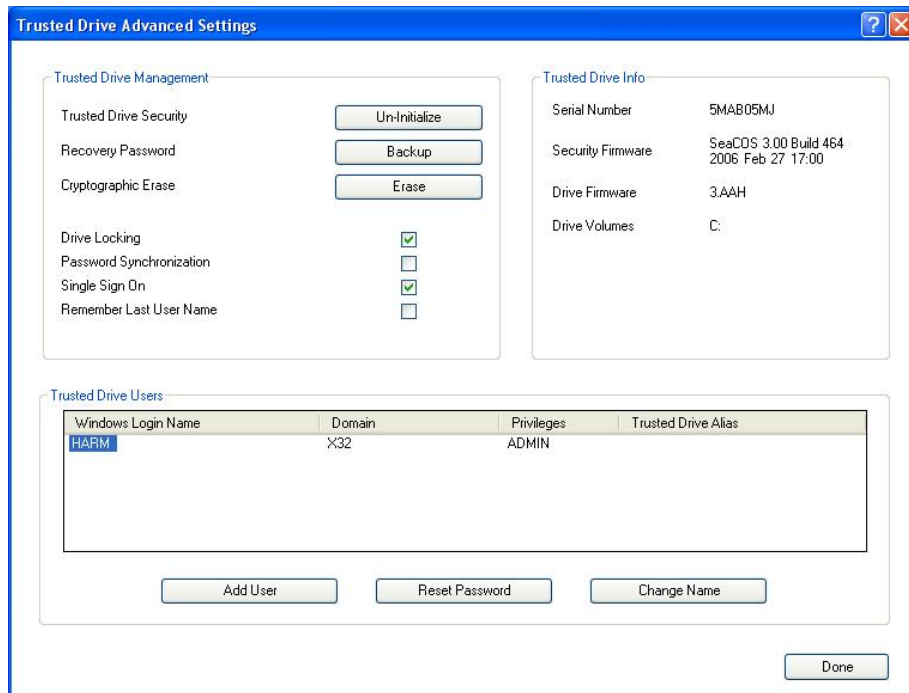 Trusted Drive Advanced Settings
Trusted Drive Management
Trusted Drive Security
Un-Initialize
Recovery Password
Backup
Cryptographic Erase
Erase
Drive Locking
Password Synchronization
Single Sign On
Remember Last User Name
Trusted Drive Info
Serial Number
5MAB05MJ
Security Firmware
SeaCOS 3.00 Build 464
2006 Feb 27 17:00
Drive Firmware
3.AAH
Drive Volumes
C:
Trusted Drive Users
Windows Login Name Domain Privileges Trusted Drive Alias
HARM X32 ADMIN
Add User Reset Password Change Name
Done